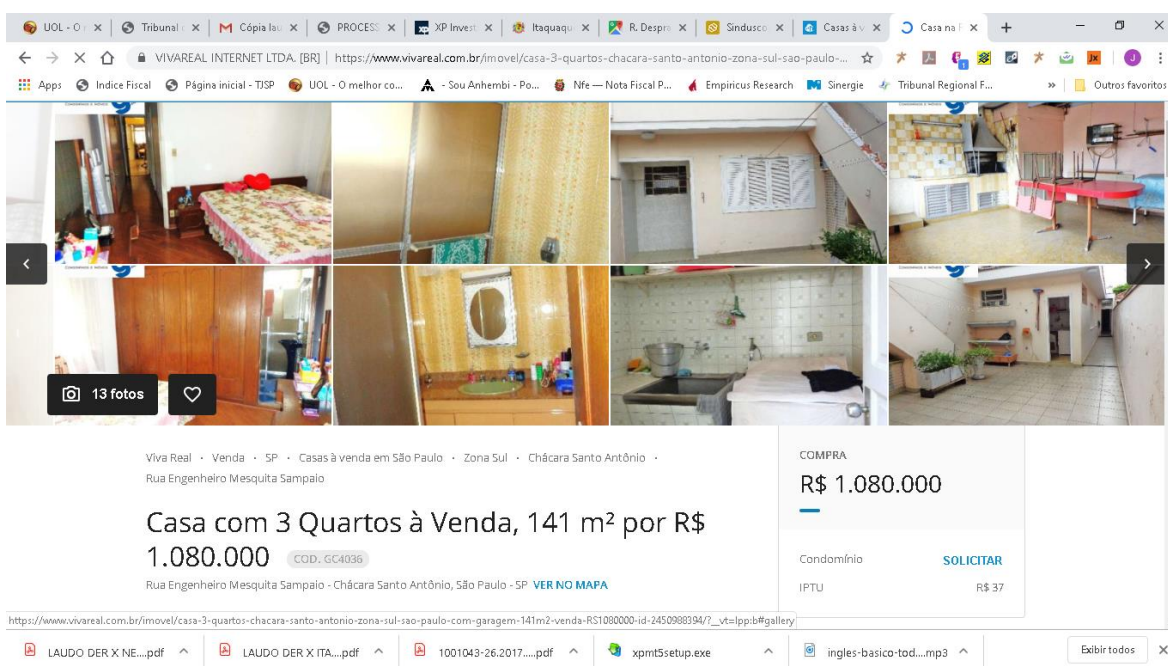 UOL - O
Tribunal
Cópia lau
PROCESS
XP Invest
Itaquaqu
R. Despra
Sindusco
Casas à v
Casa na F
VIVAREAL INTERNET LTDA. [BR] | https://www.vivareal.com.br/imovel/casa-3-quartos-chacara-santo-antonio-zona-sul-sao-paulo-...
Apps
Indice Fiscal
Página inicial - TJSP
UOL - O melhor co...
- Sou Anhembi - Po...
Nfe — Nota Fiscal P...
Empiricus Research
Sinergie
Tribunal Regional F...
»
Outros favoritos
13 fotos
Viva Real · Venda · SP · Casas à venda em São Paulo · Zona Sul · Chácara Santo Antônio ·
Rua Engenheiro Mesquita Sampaio
Casa com 3 Quartos à Venda, 141 m² por R$
1.080.000 COD. GC4036
Rua Engenheiro Mesquita Sampaio - Chácara Santo Antônio, São Paulo - SP VER NO MAPA
COMPRA
R$ 1.080.000
Condomínio SOLICITAR
IPTU R$ 37
https://www.vivareal.com.br/imovel/casa-3-quartos-chacara-santo-antonio-zona-sul-sao-paulo-com-garagem-141m2-venda-RS1080000-id-2450988394/?__vt=lpp:b#gallery
LAUDO DER X NE....pdf
LAUDO DER X ITA....pdf
1001043-26.2017.....pdf
xpmt5setup.exe
ingles-basico-tod....mp3
Exibir todos